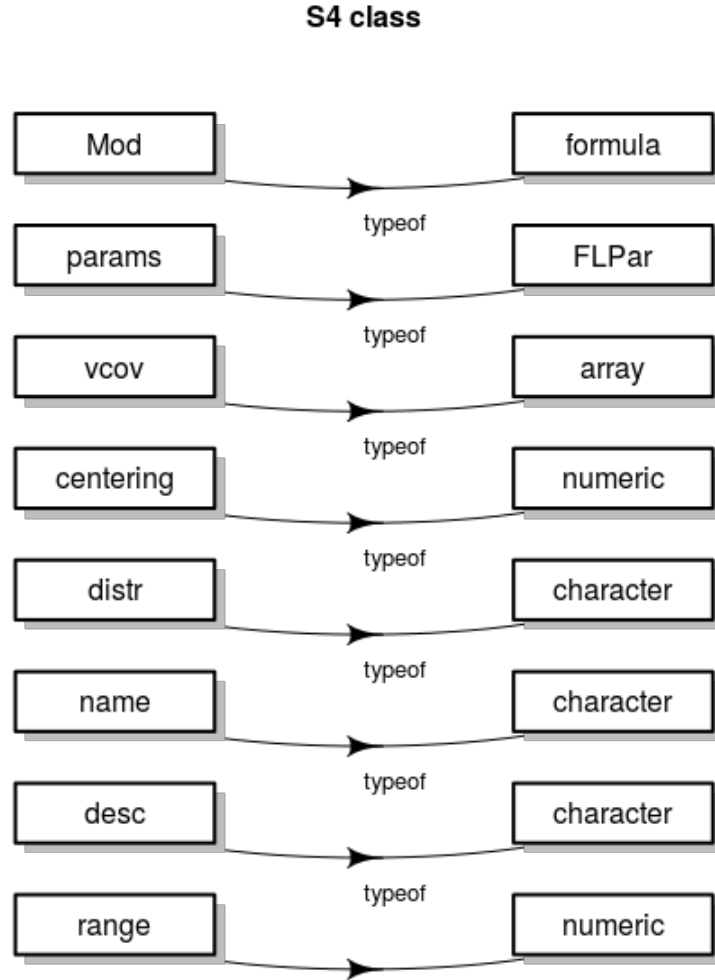 S4 class
Mod formula
typeof
params FLPar
typeof
vcov array
typeof
centering numeric
typeof
distr character
typeof
name character
typeof
desc character
typeof
range numeric